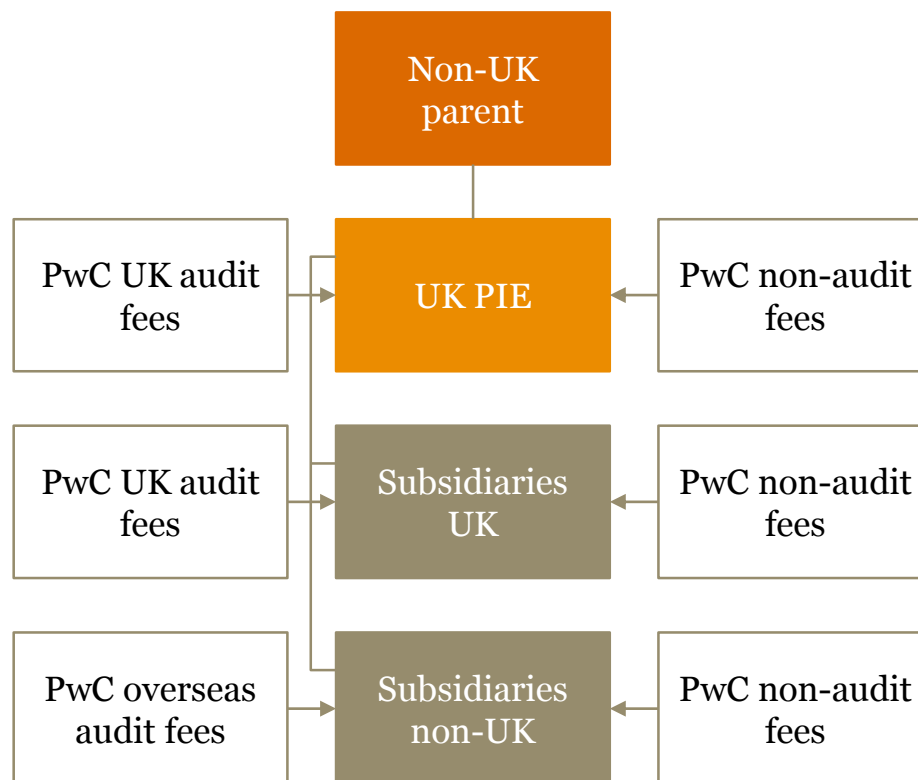 Non-UK
parent
PwC UK audit
fees
UK PIE
PwC non-audit
fees
PwC UK audit
fees
Subsidiaries
UK
PwC non-audit
fees
PwC overseas
audit fees
Subsidiaries
non-UK
PwC non-audit
fees